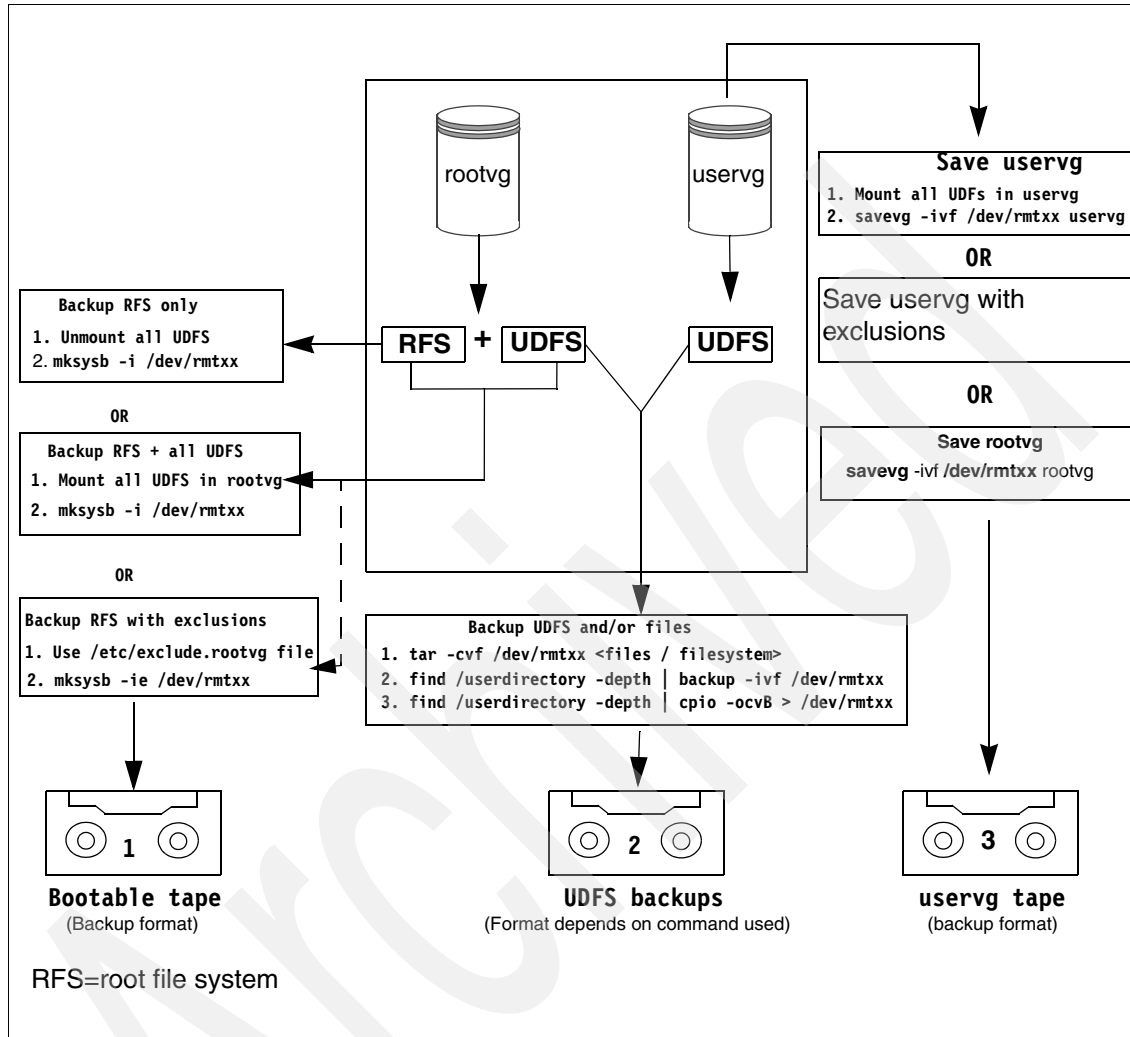 rootvg
uservg
Save uservg
1. Mount all UDFs in uservg
2. savevg -ivf /dev/rmtxx uservg
OR
Save uservg with
exclusions
OR
Save rootvg
savevg -ivf /dev/rmtxx rootvg
Backup RFS only
1. Unmount all UDFS
2. mksysb -i /dev/rmtxx
RFS + UDFS
UDFS
OR
Backup RFS + all UDFS
1. Mount all UDFS in rootvg
2. mksysb -i /dev/rmtxx
OR
Backup RFS with exclusions
1. Use /etc/exclude.rootvg file
2. mksysb -ie /dev/rmtxx
Backup UDFS and/or files
1. tar -cvf /dev/rmtxx <files / filesystem>
2. find /userdirectory -depth | backup -ivf /dev/rmtxx
3. find /userdirectory -depth | cpio -ocvB > /dev/rmtxx
1
Bootable tape
(Backup format)
2
UDFS backups
(Format depends on command used)
3
uservg tape
(backup format)
RFS=root file system
Archived